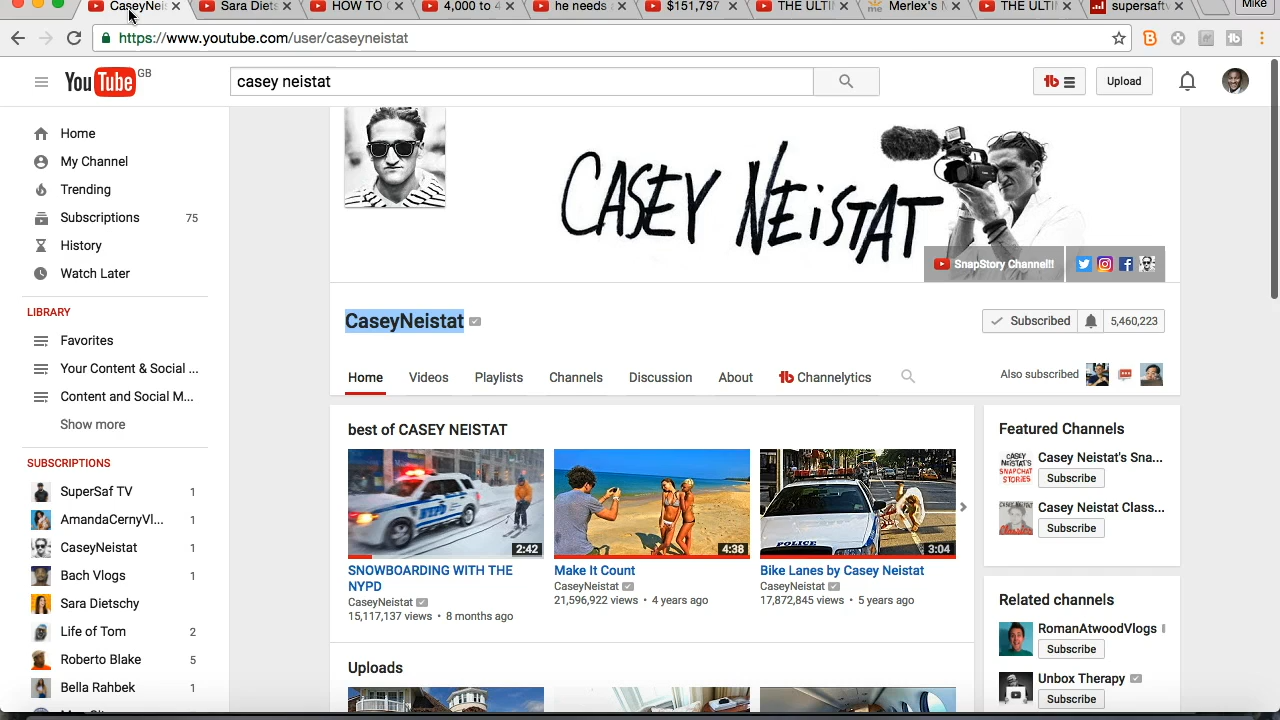 CaseyNeis
Sara Diets
HOW TO
4,000 to 4
he needs
$151,797
THE ULTI
Merlex's M
THE ULTI
supersaftv
Mike
https://www.youtube.com/user/caseyneistat
YouTube GB
casey neistat
Upload
Home
My Channel
Trending
Subscriptions 75
History
Watch Later
LIBRARY
Favorites
Your Content & Social ...
Content and Social M...
Show more
SUBSCRIPTIONS
SuperSaf TV 1
AmandaCernyVl... 1
CaseyNeistat 1
Bach Vlogs 1
Sara Dietschy
Life of Tom 2
Roberto Blake 5
Bella Rahbek 1
CASEY NEISTAT
SnapStory Channel!!
CaseyNeistat
Subscribed 5,460,223
Home Videos Playlists Channels Discussion About Channelytics
Also subscribed
best of CASEY NEISTAT
2:42
SNOWBOARDING WITH THE
NYPD
CaseyNeistat
15,117,137 views • 8 months ago
4:38
Make It Count
CaseyNeistat
21,596,922 views • 4 years ago
POLICE
3:04
Bike Lanes by Casey Neistat
CaseyNeistat
17,872,845 views • 5 years ago
Uploads
Featured Channels
CASEY
NEISTAT'S
SNAPCHAT
STORIES
Casey Neistat's Sna...
Subscribe
Casey Neistat Class...
Subscribe
Related channels
RomanAtwoodVlogs
Subscribe
Unbox Therapy
Subscribe